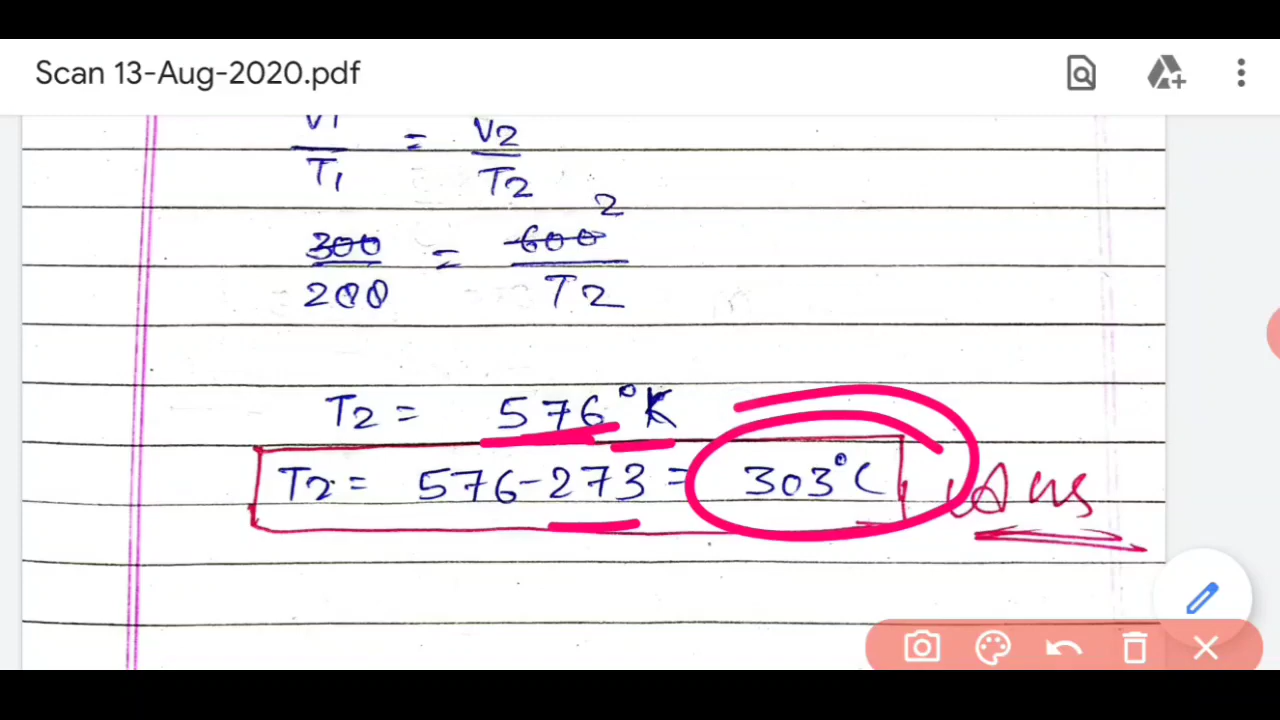 Scan 13-Aug-2020.pdf
V1/T1 = V2/T2
2
300/200 = 600/T2
T2 = 576°K
T2 = 576-273 = 303°C Ans